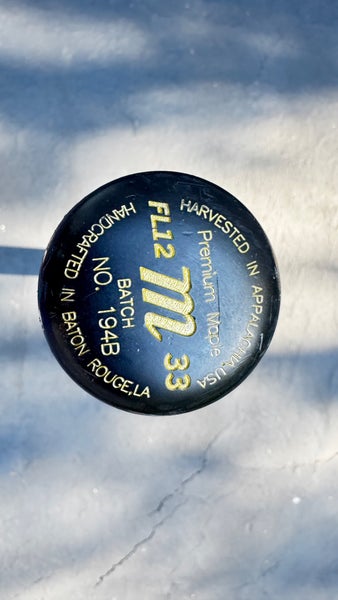 HARVESTED IN APPALACHIA, USA
Premium Maple
FL12 m 33
BATCH
NO. 194B
HANDCRAFTED IN BATON ROUGE, LA